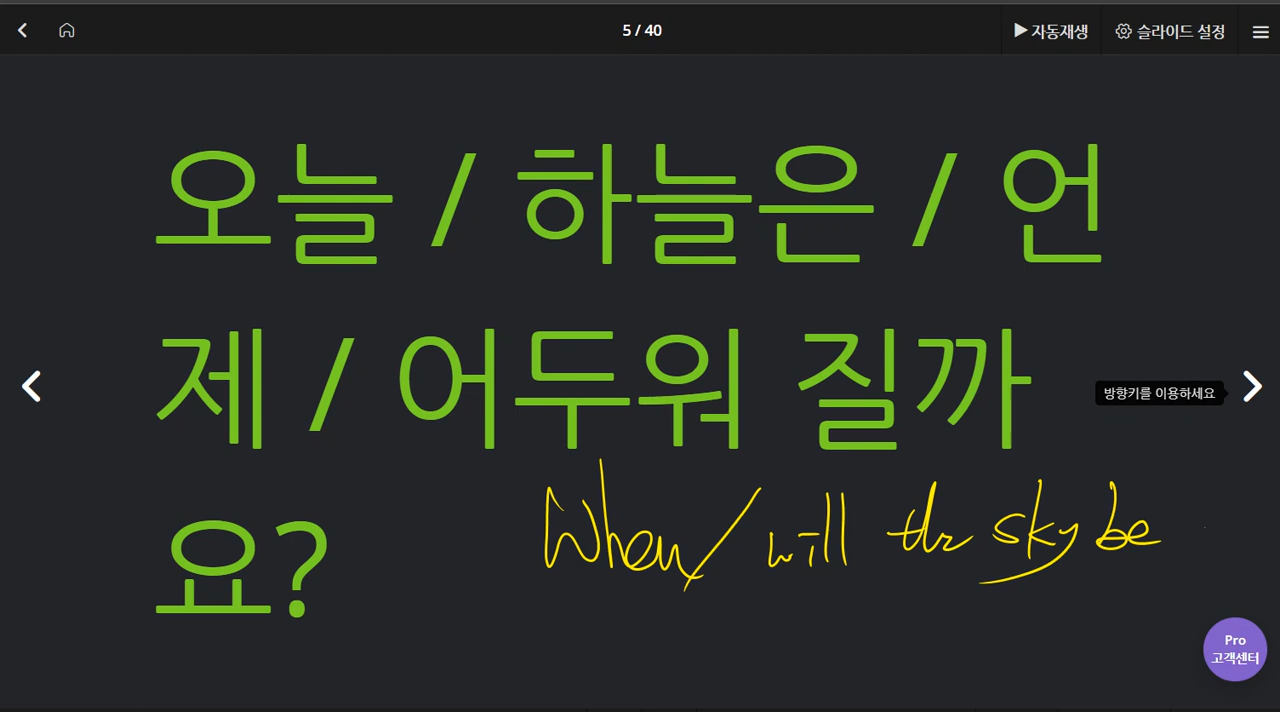 5 / 40
▶ 자동재생
슬라이드 설정
오늘 / 하늘은 / 언
제 / 어두워 질까
방향키를 이용하세요
요?
When / will the sky be
Pro
고객센터